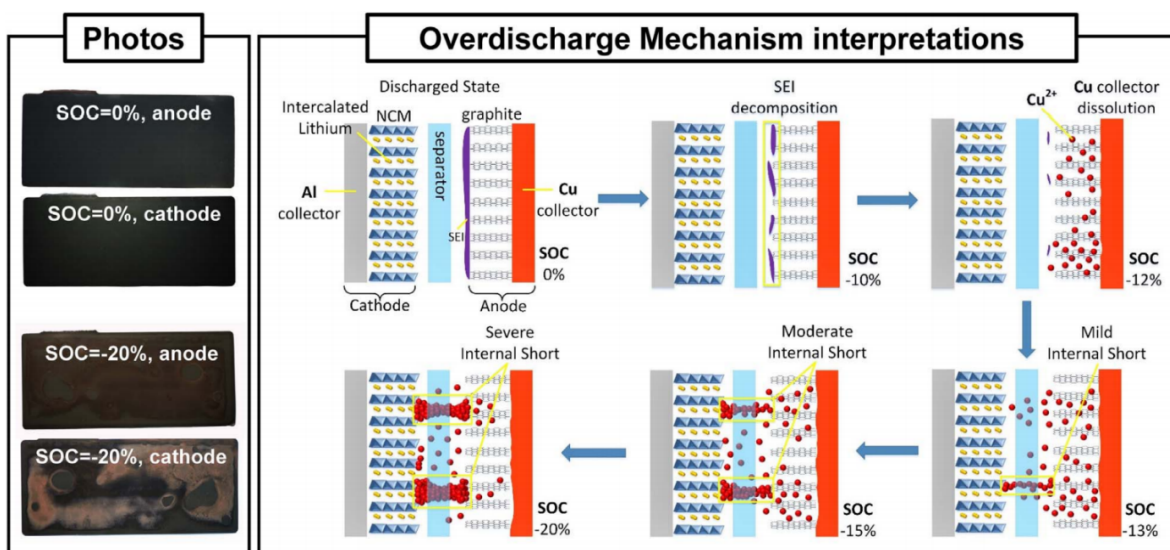 Photos
SOC=0%, anode
SOC=0%, cathode
SOC=-20%, anode
SOC=-20%, cathode
Overdischarge Mechanism interpretations
Discharged State
Intercalated
Lithium
NCM
graphite
separator
Al
collector
SEI
Cu
collector
SOC
0%
Cathode
Anode
SEI
decomposition
SOC
-10%
Cu²⁺
Cu collector
dissolution
SOC
-12%
Severe
Internal Short
SOC
-20%
Moderate
Internal Short
SOC
-15%
Mild
Internal Short
SOC
-13%